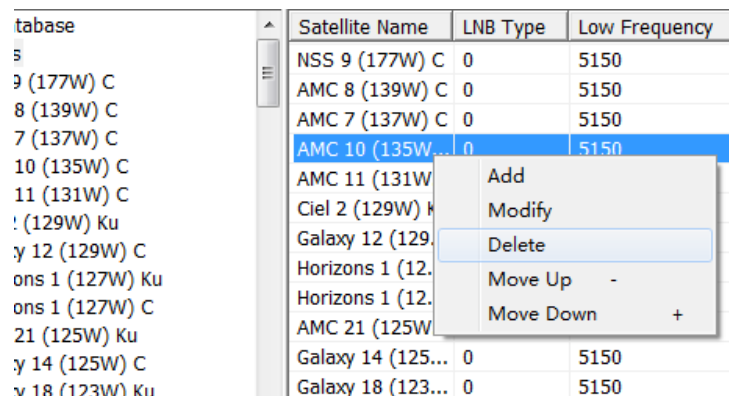 tabase
s
9 (177W) C
8 (139W) C
7 (137W) C
10 (135W) C
11 (131W) C
(129W) Ku
12 (129W) C
ons 1 (127W) Ku
ons 1 (127W) C
21 (125W) Ku
y 14 (125W) C
y 18 (123W) Ku
Satellite Name LNB Type Low Frequency
NSS 9 (177W) C 0 5150
AMC 8 (139W) C 0 5150
AMC 7 (137W) C 0 5150
AMC 10 (135W... 0 5150
AMC 11 (131W
Ciel 2 (129W)
Galaxy 12 (129.
Horizons 1 (12.
Horizons 1 (12.
AMC 21 (125W
Galaxy 14 (125... 0 5150
Galaxy 18 (123... 0 5150
Add
Modify
Delete
Move Up -
Move Down +